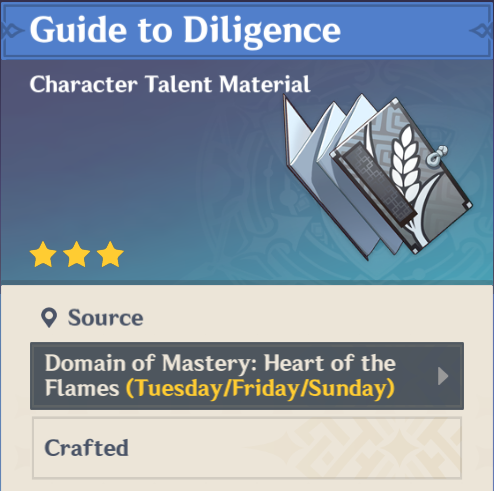 Guide to Diligence
Character Talent Material
Source
Domain of Mastery: Heart of the
Flames (Tuesday/Friday/Sunday)
Crafted